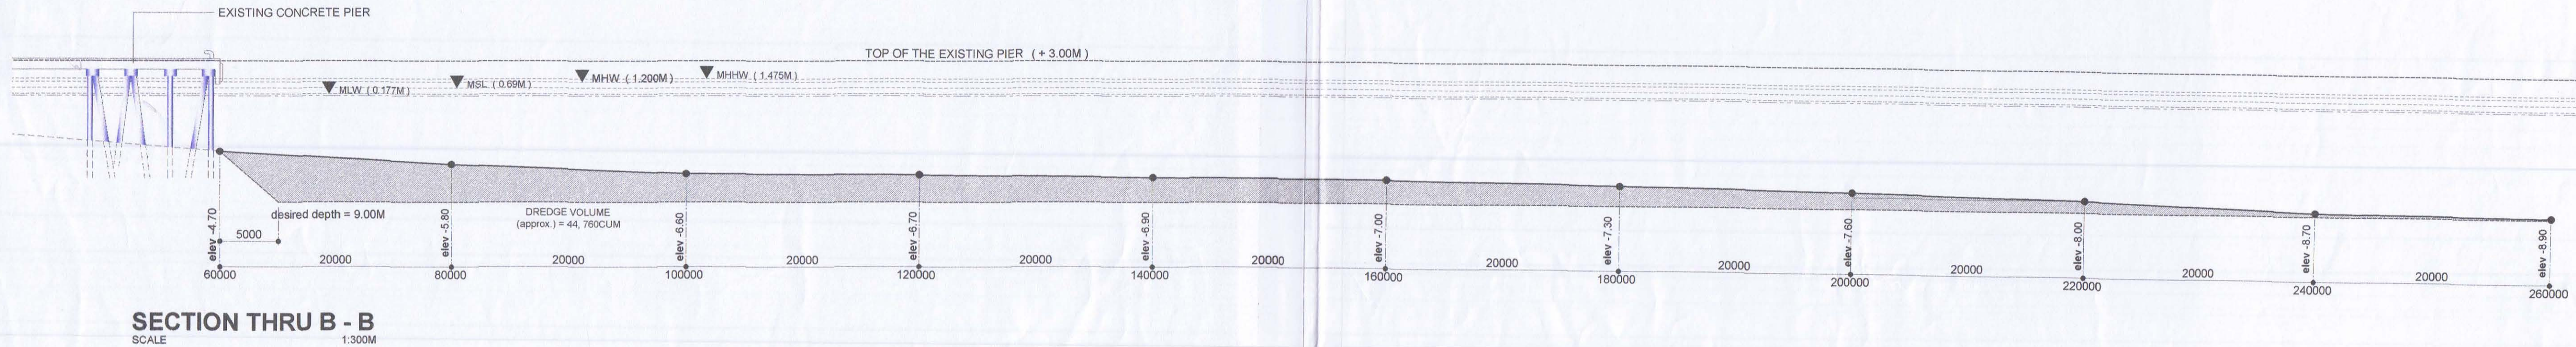 EXISTING CONCRETE PIER
TOP OF THE EXISTING PIER ( + 3.00M )
MLW ( 0.177M )
MSL ( 0.69M )
MHW ( 1.200M )
MHHW ( 1.475M )
desired depth = 9.00M
DREDGE VOLUME
(approx.) = 44, 760CUM
elev -4.70
elev -5.80
elev -6.60
elev -6.70
elev -6.90
elev -7.00
elev -7.30
elev -7.60
elev -8.00
elev -8.70
elev -8.90
5000
20000
20000
20000
20000
20000
20000
20000
20000
20000
20000
60000
80000
100000
120000
140000
160000
180000
200000
220000
240000
260000
SECTION THRU B - B
SCALE 1:300M